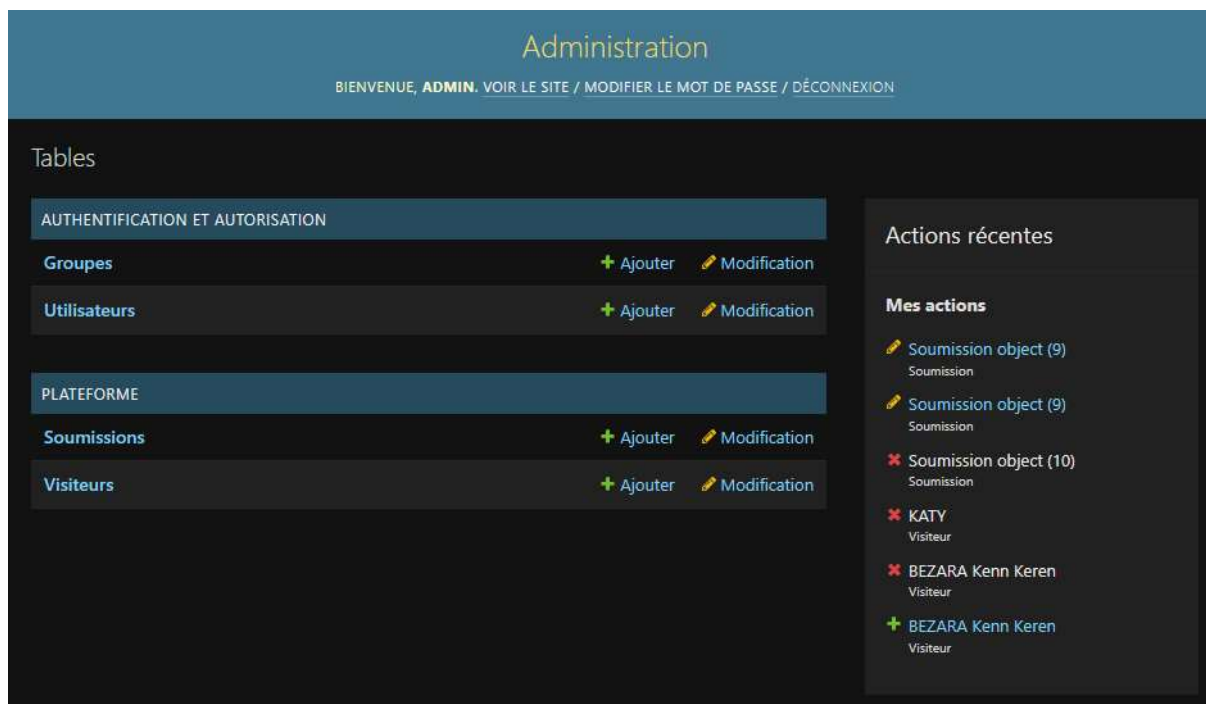 Administration
BIENVENUE, ADMIN. VOIR LE SITE / MODIFIER LE MOT DE PASSE / DÉCONNEXION
Tables
AUTHENTIFICATION ET AUTORISATION
Groupes Ajouter Modification
Utilisateurs Ajouter Modification
PLATEFORME
Soumissions Ajouter Modification
Visiteurs Ajouter Modification
Actions récentes
Mes actions
Soumission object (9)
Soumission
Soumission object (9)
Soumission
Soumission object (10)
Soumission
KATY
Visiteur
BEZARA Kenn Keren
Visiteur
BEZARA Kenn Keren
Visiteur